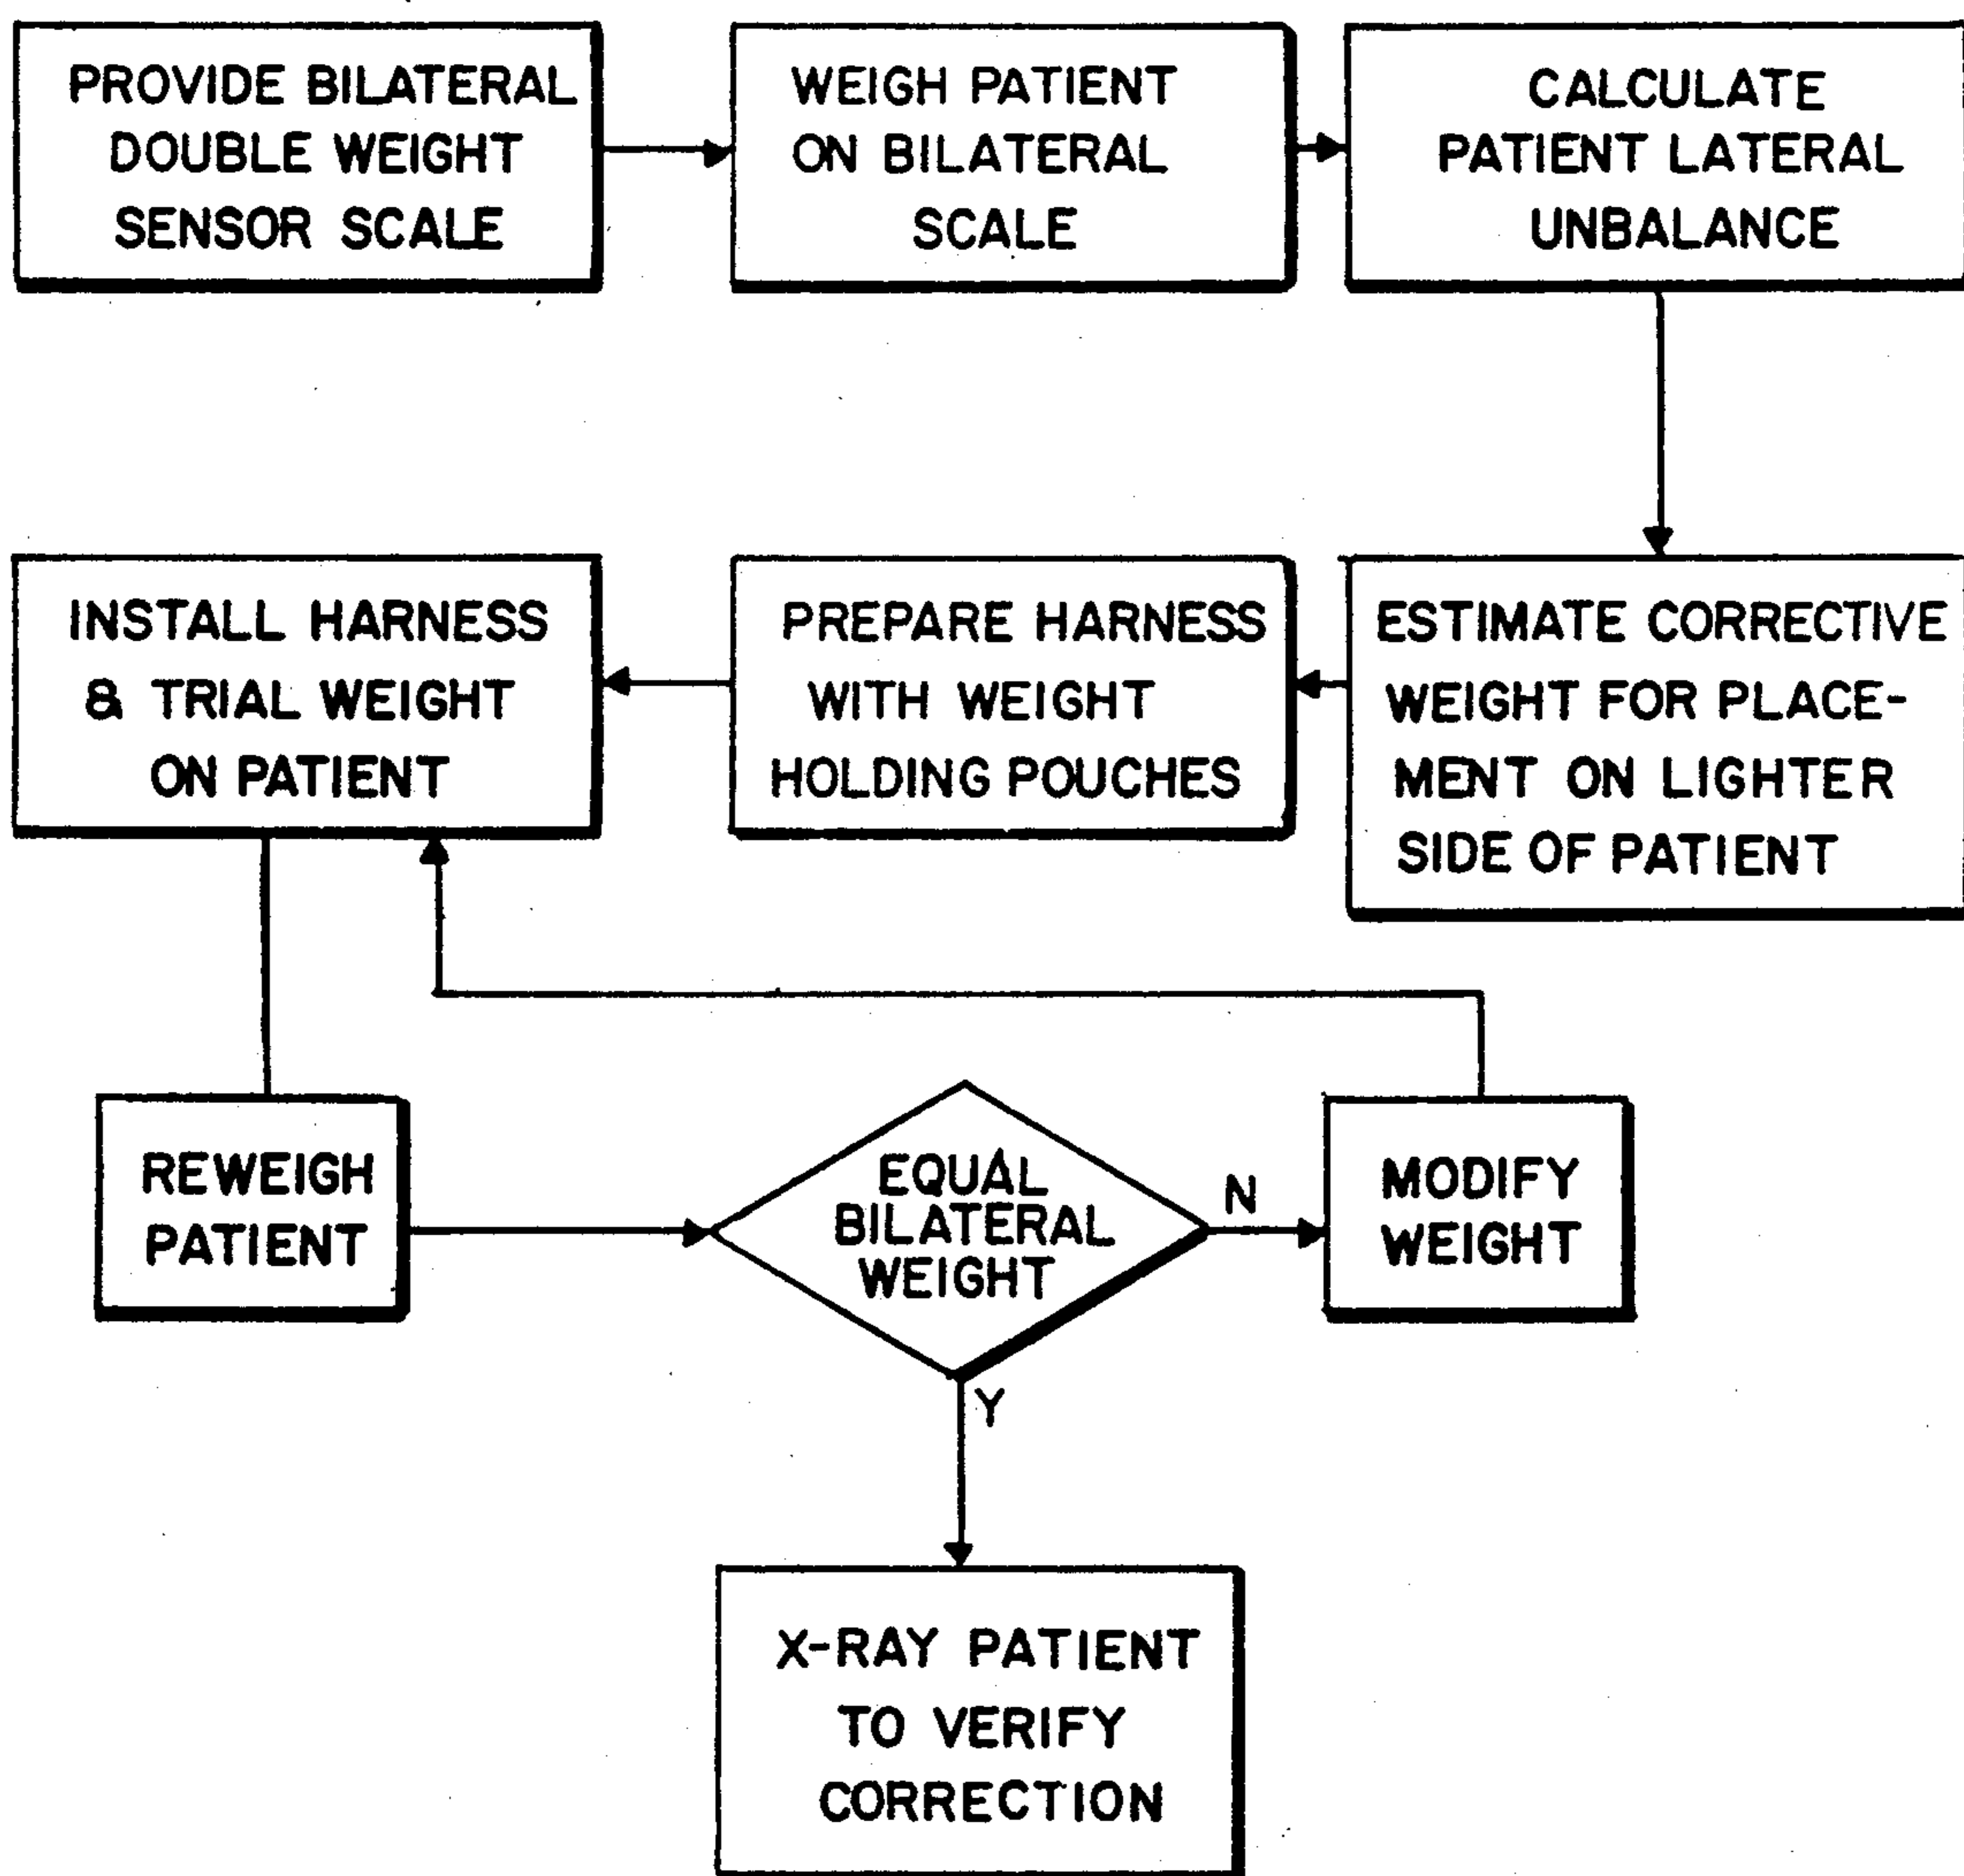 PROVIDE BILATERAL
DOUBLE WEIGHT
SENSOR SCALE
WEIGH PATIENT
ON BILATERAL
SCALE
CALCULATE
PATIENT LATERAL
UNBALANCE
ESTIMATE CORRECTIVE
WEIGHT FOR PLACE-
MENT ON LIGHTER
SIDE OF PATIENT
PREPARE HARNESS
WITH WEIGHT
HOLDING POUCHES
INSTALL HARNESS
& TRIAL WEIGHT
ON PATIENT
REWEIGH
PATIENT
EQUAL
BILATERAL
WEIGHT
N
MODIFY
WEIGHT
Y
X-RAY PATIENT
TO VERIFY
CORRECTION